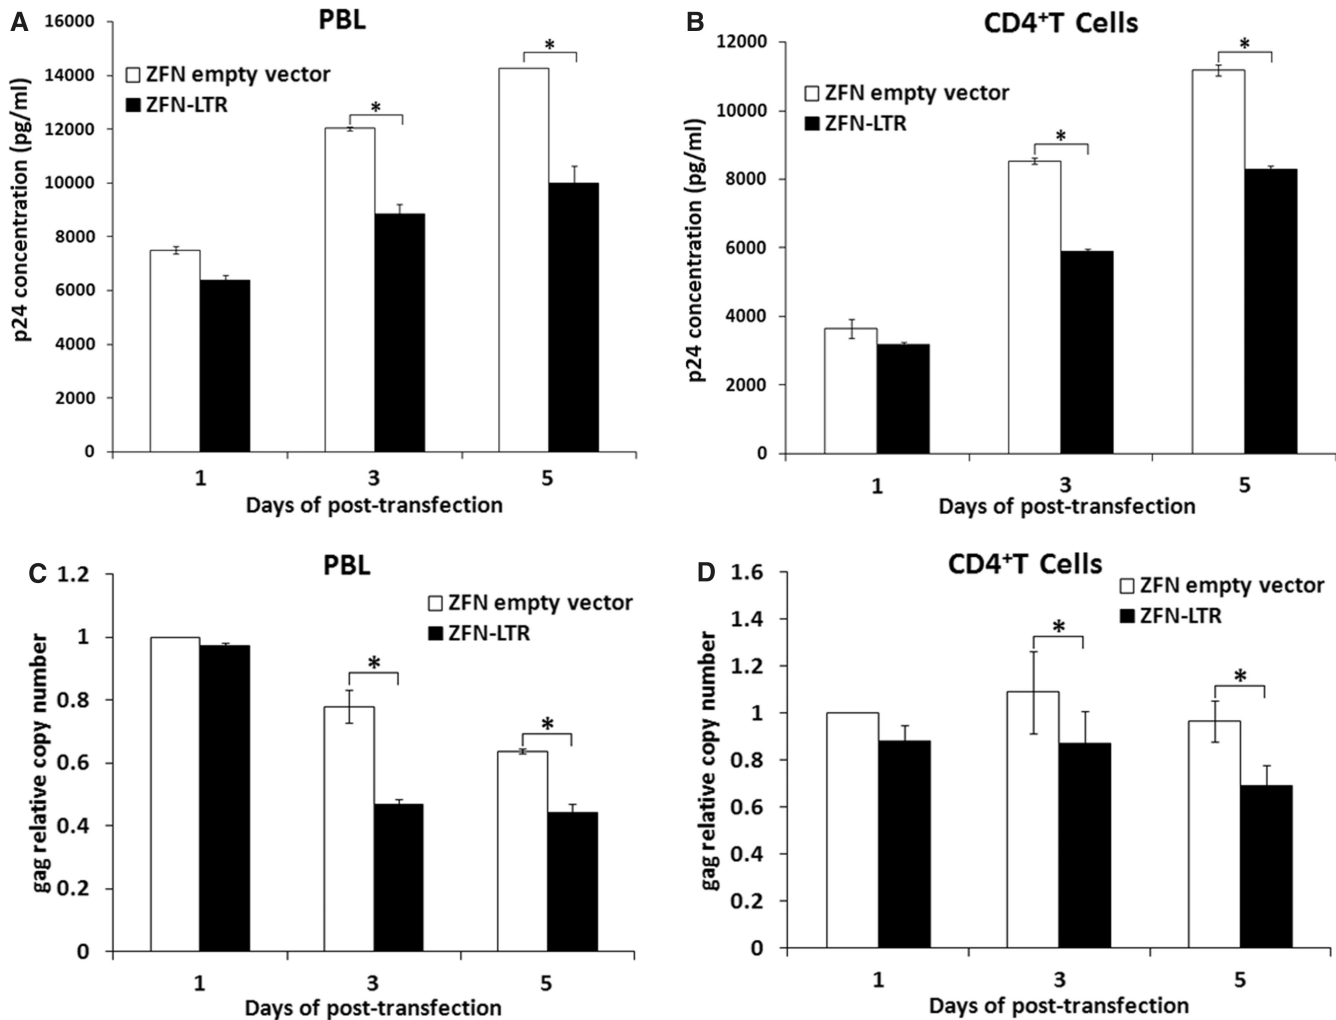 A
PBL
16000
14000
12000
10000
8000
6000
4000
2000
0
p24 concentration (pg/ml)
ZFN empty vector
ZFN-LTR
*
*
1
3
5
Days of post-transfection
B
CD4+T Cells
12000
10000
8000
6000
4000
2000
0
p24 concentration (pg/ml)
ZFN empty vector
ZFN-LTR
*
*
1
3
5
Days of post-transfection
C
PBL
1.2
1
0.8
0.6
0.4
0.2
0
gag relative copy number
ZFN empty vector
ZFN-LTR
*
*
1
3
5
Days of post-transfection
D
CD4+T Cells
1.6
1.4
1.2
1
0.8
0.6
0.4
0.2
0
gag relative copy number
ZFN empty vector
ZFN-LTR
*
*
1
3
5
Days of post-transfection